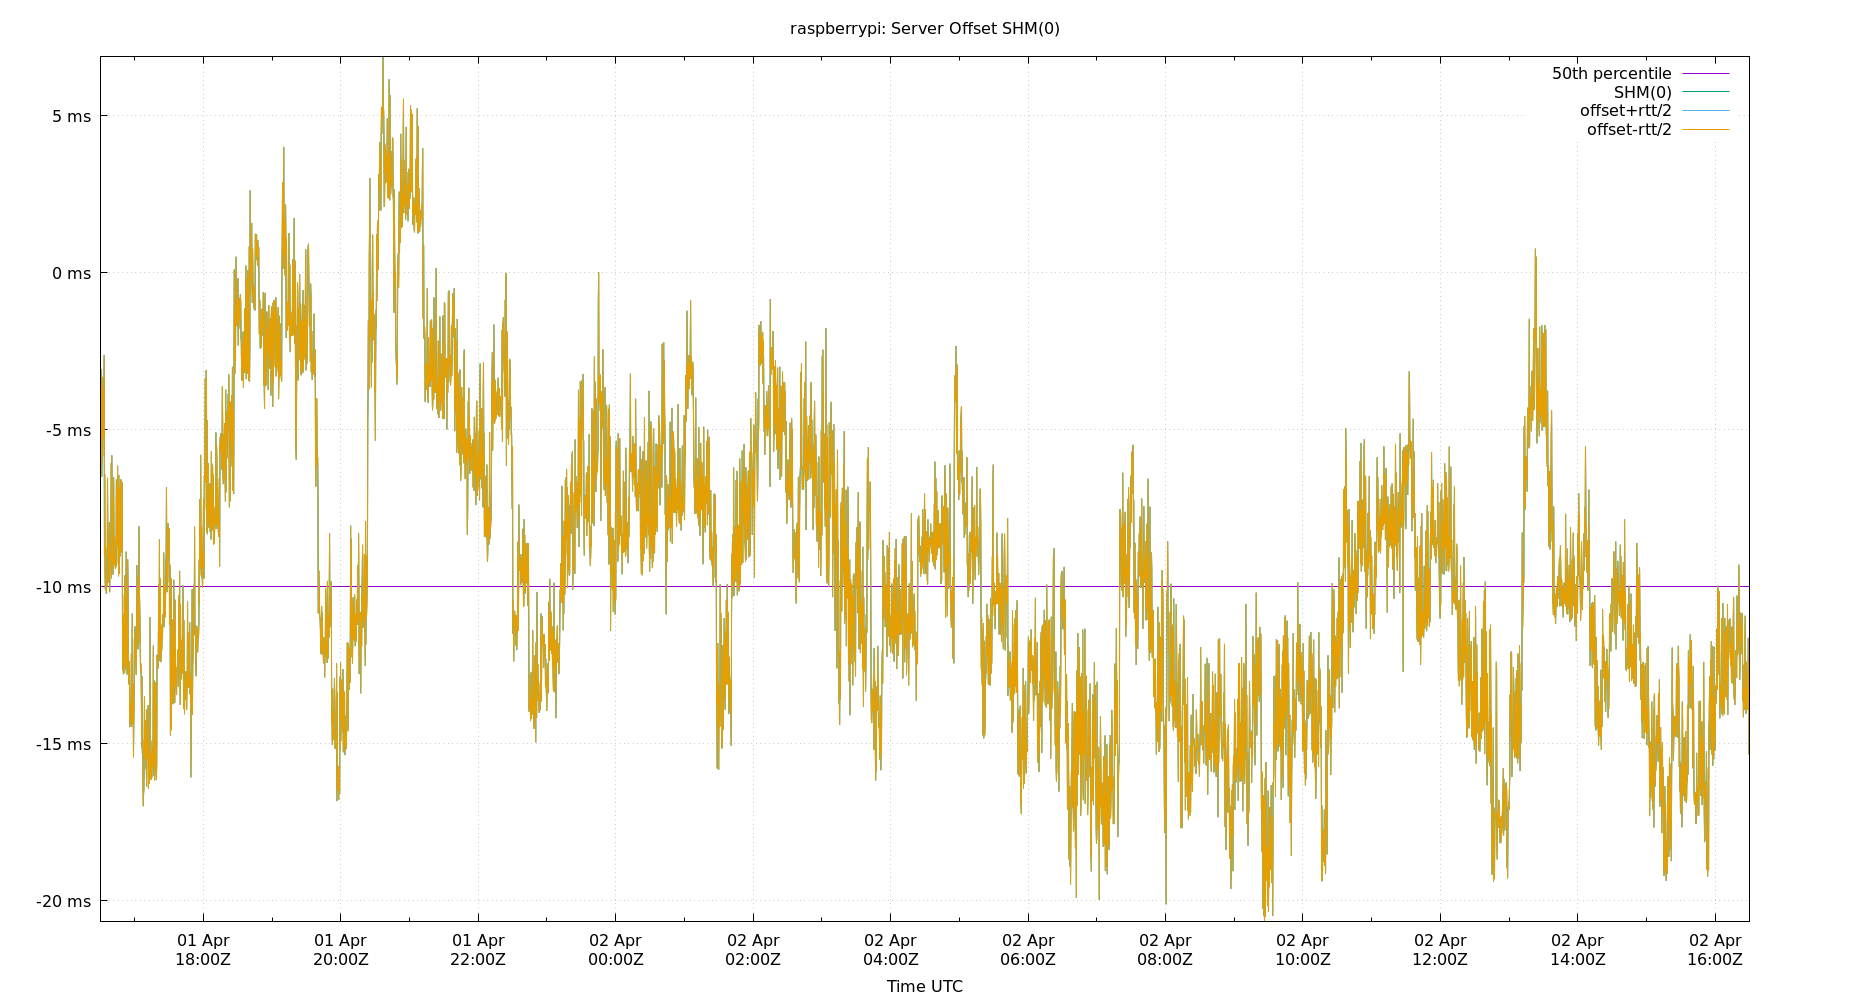 raspberrypi: Server Offset SHM(0)
50th percentile
SHM(0)
offset+rtt/2
offset-rtt/2
5 ms
0 ms
-5 ms
-10 ms
-15 ms
-20 ms
01 Apr 01 Apr 01 Apr 02 Apr 02 Apr 02 Apr 02 Apr 02 Apr 02 Apr 02 Apr 02 Apr 02 Apr
18:00Z 20:00Z 22:00Z 00:00Z 02:00Z 04:00Z 06:00Z 08:00Z 10:00Z 12:00Z 14:00Z 16:00Z
Time UTC